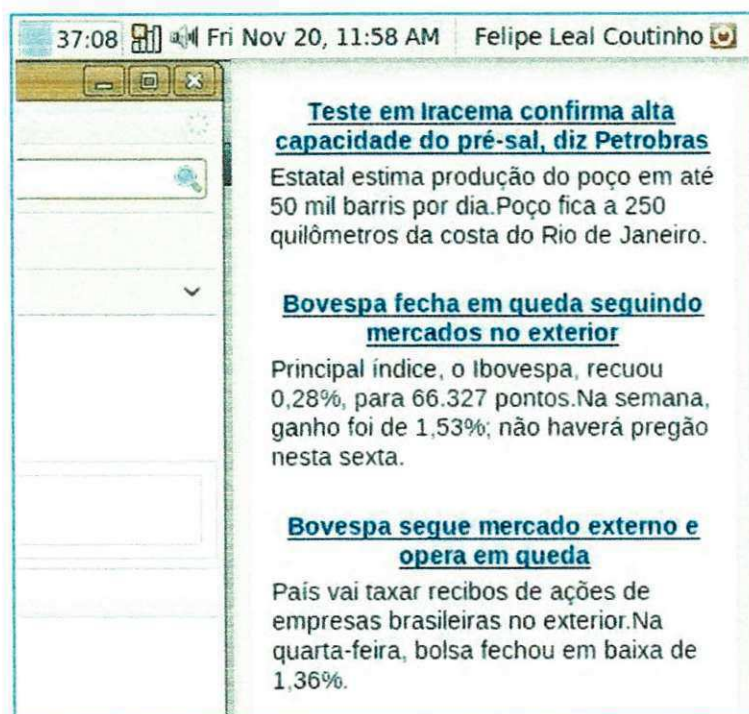 37:08 Fri Nov 20, 11:58 AM Felipe Leal Coutinho
Teste em Iracema confirma alta
capacidade do pré-sal, diz Petrobras
Estatal estima produção do poço em até
50 mil barris por dia.Poço fica a 250
quilômetros da costa do Rio de Janeiro.
Bovespa fecha em queda seguindo
mercados no exterior
Principal índice, o Ibovespa, recuou
0,28%, para 66.327 pontos.Na semana,
ganho foi de 1,53%; não haverá pregão
nesta sexta.
Bovespa segue mercado externo e
opera em queda
País vai taxar recibos de ações de
empresas brasileiras no exterior.Na
quarta-feira, bolsa fechou em baixa de
1,36%.